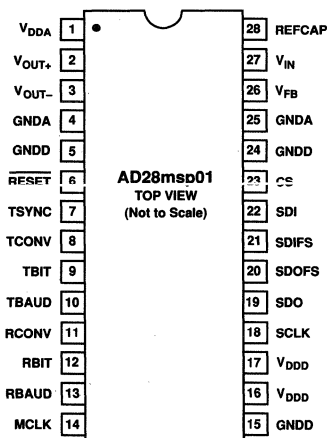 VDDA 1 28 REFCAP
VOUT+ 2 27 VIN
VOUT− 3 26 VFB
GNDA 4 25 GNDA
GNDD 5 24 GNDD
RESET 6 AD28msp01 23 CS
TOP VIEW
TSYNC 7 (Not to Scale) 22 SDI
TCONV 8 21 SDIFS
TBIT 9 20 SDOFS
TBAUD 10 19 SDO
RCONV 11 18 SCLK
RBIT 12 17 VDDD
RBAUD 13 16 VDDD
MCLK 14 15 GNDD